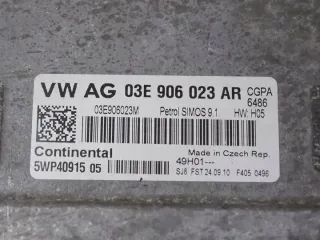 VW AG 03E 906 023 AR CGPA
6486
03E906023M Petrol SIMOS 9.1 HW: H05
Continental Made in Czech Rep.
5WP40915 05 49H01---
SJ6 FST 24.09.10 F405 0496